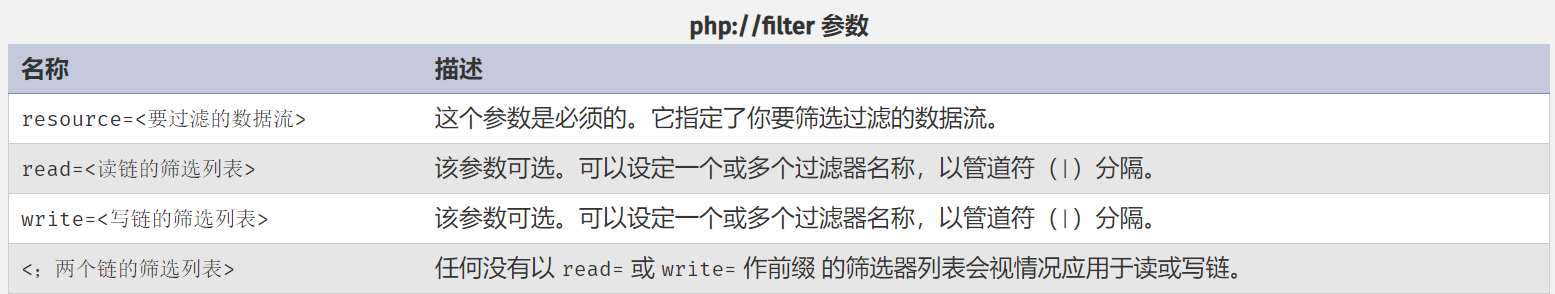 php://filter 参数
名称 描述
resource=<要过滤的数据流> 这个参数是必须的。它指定了你要筛选过滤的数据流。
read=<读链的筛选列表> 该参数可选。可以设定一个或多个过滤器名称，以管道符（|）分隔。
write=<写链的筛选列表> 该参数可选。可以设定一个或多个过滤器名称，以管道符（|）分隔。
<；两个链的筛选列表> 任何没有以 read= 或 write= 作前缀 的筛选器列表会视情况应用于读或写链。